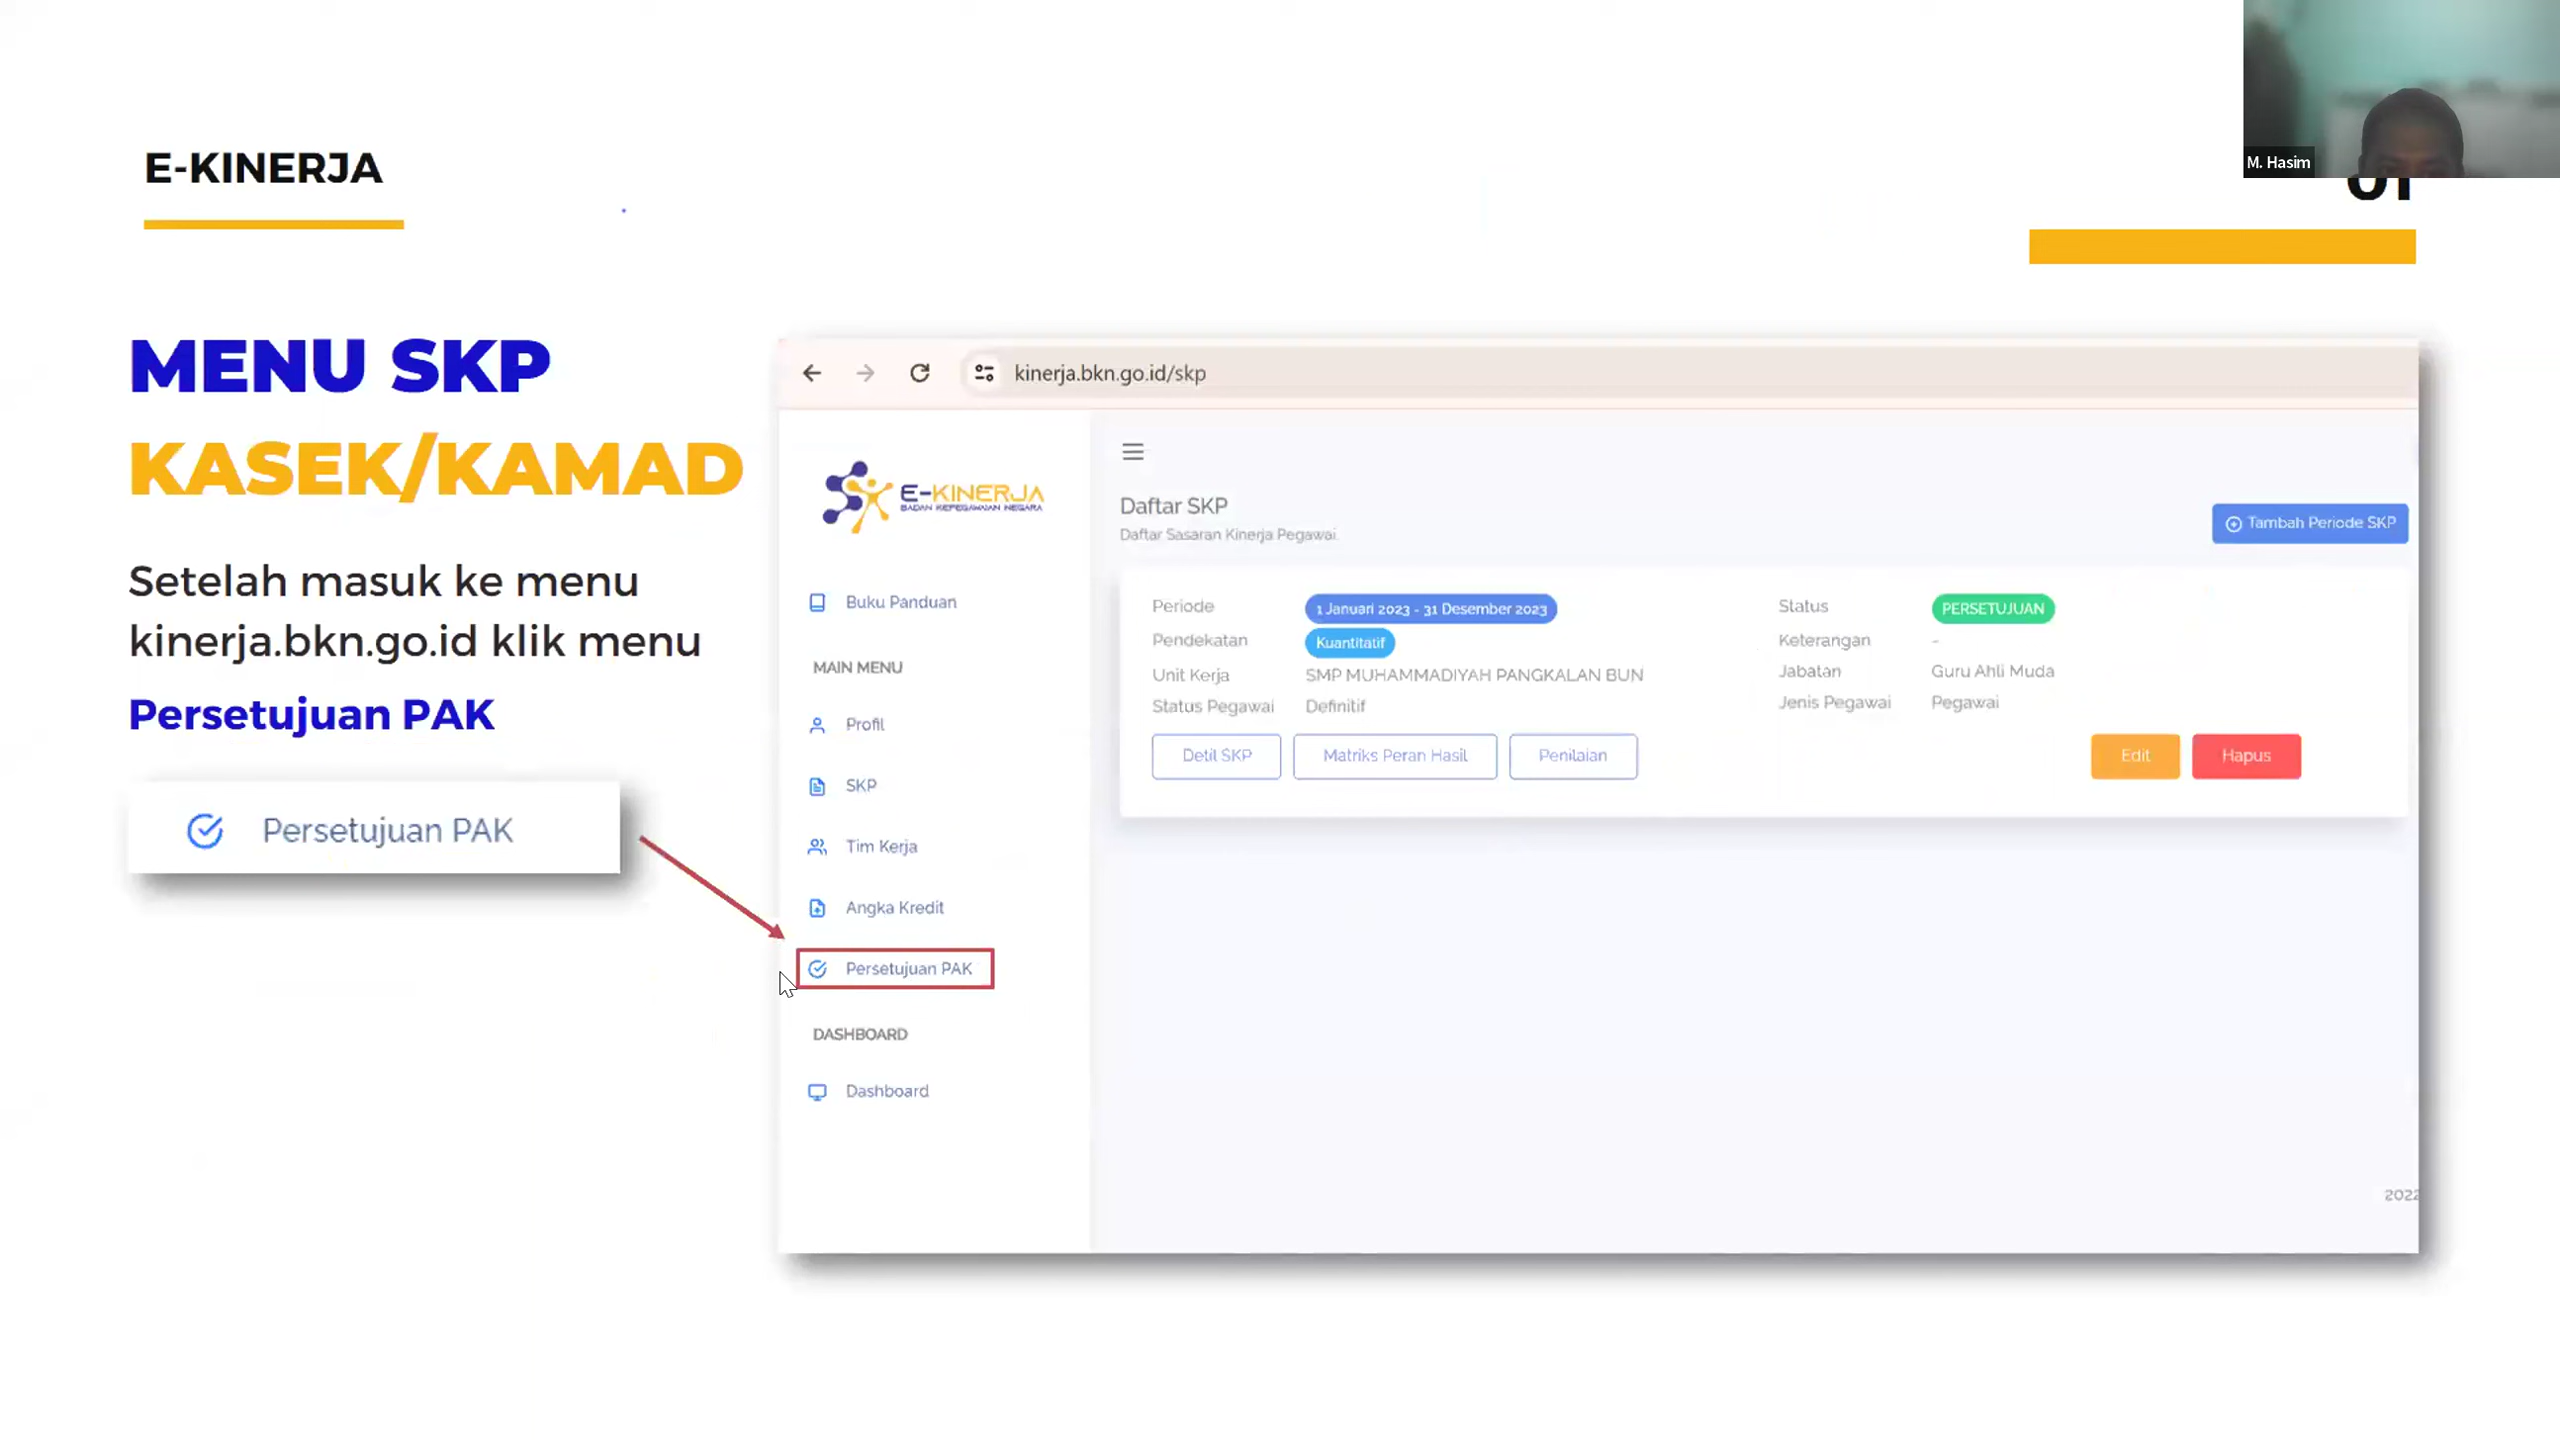 M. Hasim
E-KINERJA
01
MENU SKP
KASEK/KAMAD
Setelah masuk ke menu
kinerja.bkn.go.id klik menu
Persetujuan PAK
Persetujuan PAK
kinerja.bkn.go.id/skp
E-KINERJA
BADAN KEPEGAWAIAN NEGARA
Buku Panduan
MAIN MENU
Profil
SKP
Tim Kerja
Angka Kredit
Persetujuan PAK
DASHBOARD
Dashboard
Daftar SKP
Daftar Sasaran Kinerja Pegawai.
Tambah Periode SKP
Periode 1 Januari 2023 - 31 Desember 2023
Pendekatan Kuantitatif
Unit Kerja SMP MUHAMMADIYAH PANGKALAN BUN
Status Pegawai Definitif
Status PERSETUJUAN
Keterangan -
Jabatan Guru Ahli Muda
Jenis Pegawai Pegawai
Detil SKP Matriks Peran Hasil Penilaian
Edit Hapus
2022